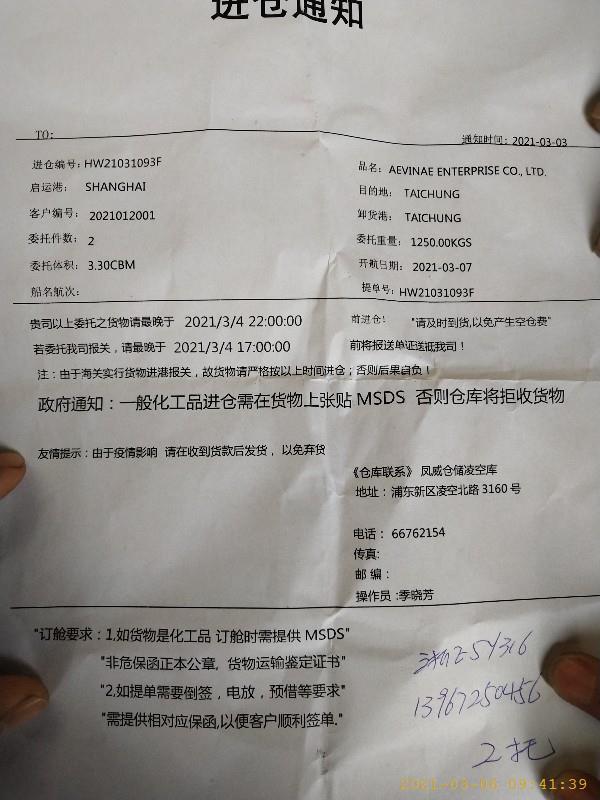 进仓通知
TO:
通知时间: 2021-03-03
进仓编号: HW21031093F
品名: AEVINAE ENTERPRISE CO., LTD.
启运港: SHANGHAI
目的地: TAICHUNG
客户编号: 2021012001
卸货港: TAICHUNG
委托件数: 2
委托重量: 1250.00KGS
委托体积: 3.30CBM
开航日期: 2021-03-07
船名航次:
提单号: HW21031093F
贵司以上委托之货物请最晚于 2021/3/4 22:00:00 前进仓! "请及时到货,以免产生空仓费"
若委托我司报关，请最晚于 2021/3/4 17:00:00 前将报送单证送诋我司!
注：由于海关实行货物进港报关，故货物请严格按以上时间进仓；否则后果自负！
政府通知：一般化工品进仓需在货物上张贴 MSDS 否则仓库将拒收货物
友情提示：由于疫情影响 请在收到货款后发货，以免弃货
《仓库联系》 凤威仓储凌空库
地址：浦东新区凌空北路 3160 号
电话： 66762154
传真:
邮 编：
操作员 :季晓芳
"订舱要求：1,如货物是化工品 订舱时需提供 MSDS"
"非危保函正本公章，货物运输鉴定证书"
"2,如提单需要倒签，电放，预借等要求"
"需提供相对应保函,以便客户顺利签单."
13967250456
2托
2021-03-05 09:41:39